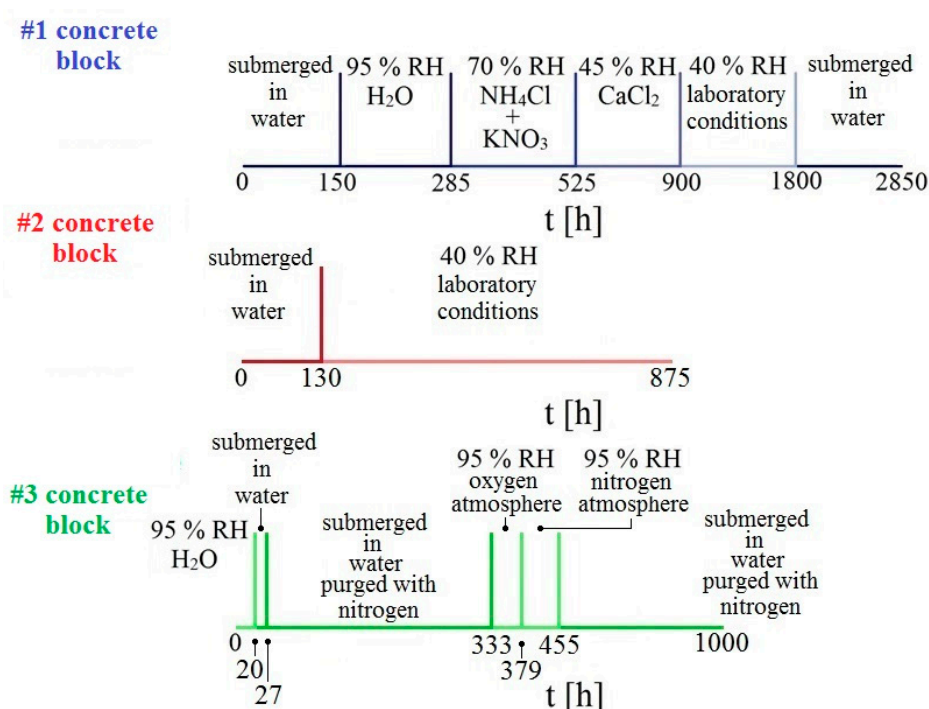 #1 concrete
block
submerged
in
water
95 % RH
H₂O
70 % RH
NH₄Cl
+
KNO₃
45 % RH
CaCl₂
40 % RH
laboratory
conditions
submerged
in
water
0 150 285 525 900 1800 2850
t [h]
#2 concrete
block
submerged
in
water
40 % RH
laboratory
conditions
0 130 875
t [h]
#3 concrete
block
95 % RH
H₂O
submerged
in
water
submerged
in
water
purged with
nitrogen
95 % RH
oxygen
atmosphere
95 % RH
nitrogen
atmosphere
submerged
in
water
purged with
nitrogen
0 333 455 1000
20 379
27
t [h]